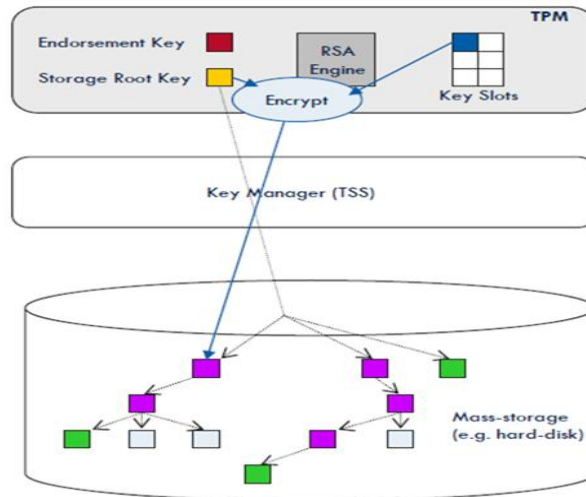 TPM
Endorsement Key
RSA
Engine
Storage Root Key
Encrypt
Key Slots
Key Manager (TSS)
Mass-storage
(e.g. hard-disk)